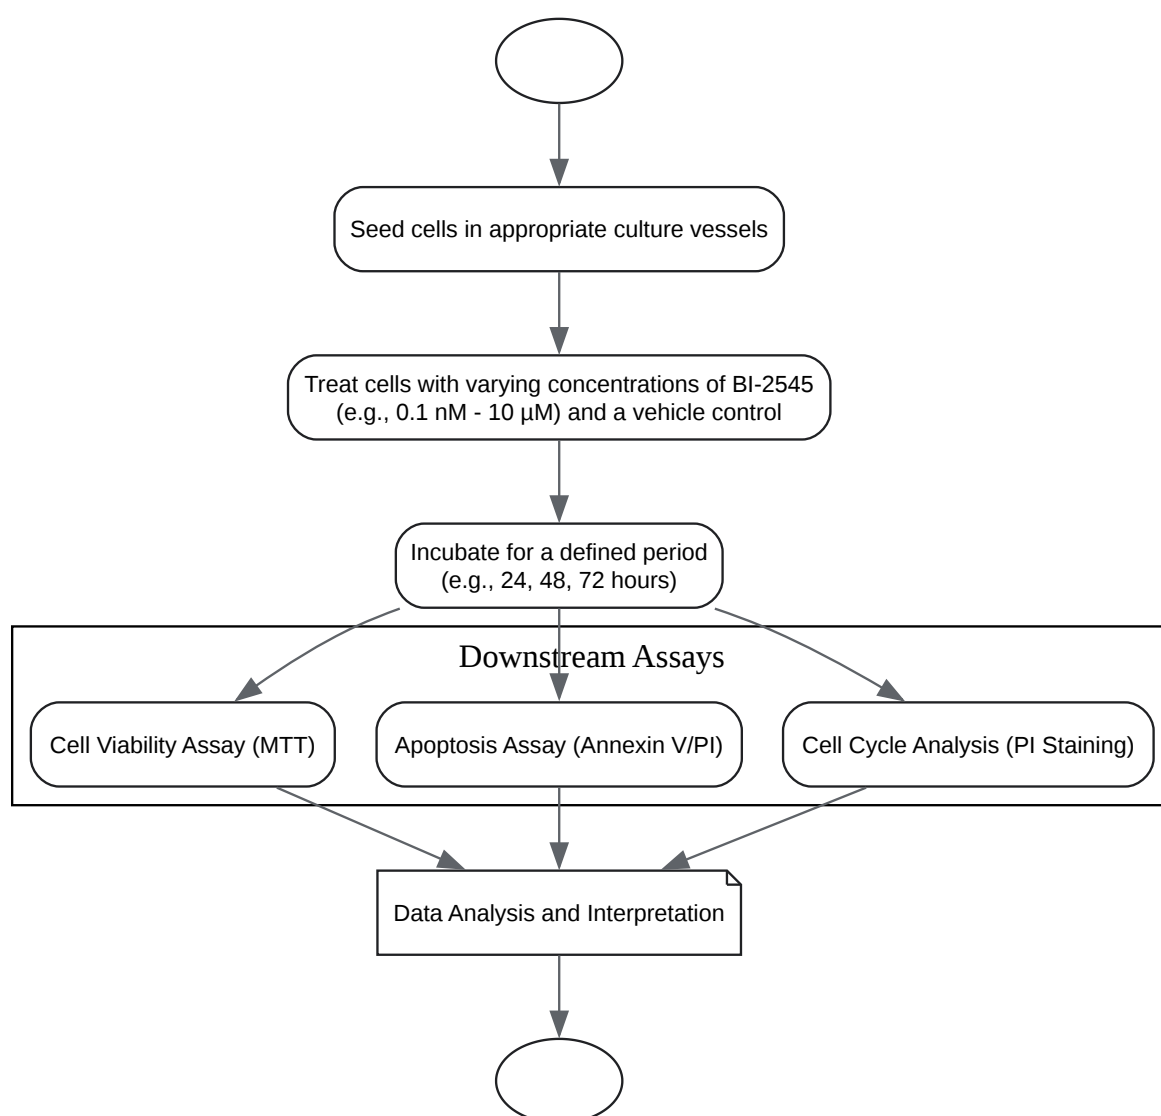 Seed cells in appropriate culture vessels
Treat cells with varying concentrations of BI-2545
(e.g., 0.1 nM - 10 µM) and a vehicle control
Incubate for a defined period
(e.g., 24, 48, 72 hours)
Downstream Assays
Cell Viability Assay (MTT)
Apoptosis Assay (Annexin V/PI)
Cell Cycle Analysis (PI Staining)
Data Analysis and Interpretation